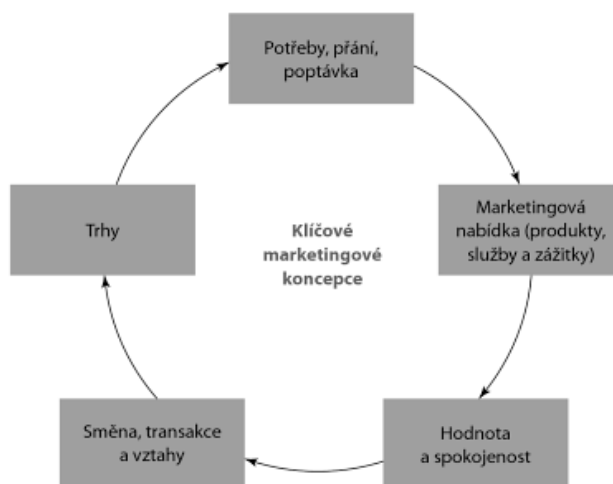 Potřeby, přání,
poptávka
Marketingová
nabídka (produkty,
služby a zážitky)
Hodnota
a spokojenost
Směna, transakce
a vztahy
Trhy
Klíčové
marketingové
koncepce